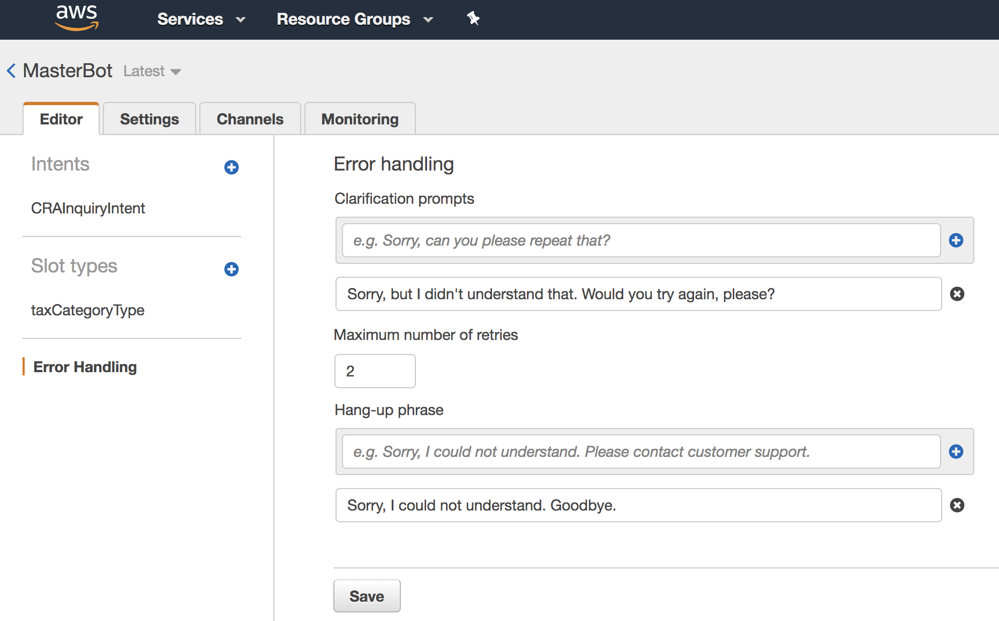 aws Services Resource Groups
MasterBot Latest
Editor Settings Channels Monitoring
Intents
CRAInquiryIntent
Slot types
taxCategoryType
Error Handling
Error handling
Clarification prompts
e.g. Sorry, can you please repeat that?
Sorry, but I didn't understand that. Would you try again, please?
Maximum number of retries
2
Hang-up phrase
e.g. Sorry, I could not understand. Please contact customer support.
Sorry, I could not understand. Goodbye.
Save